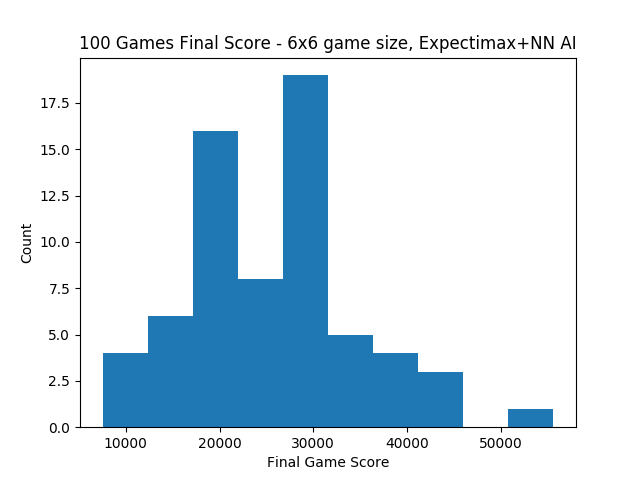 100 Games Final Score - 6x6 game size, Expectimax+NN AI
17.5
15.0
12.5
10.0
7.5
5.0
2.5
0.0
Count
10000 20000 30000 40000 50000
Final Game Score